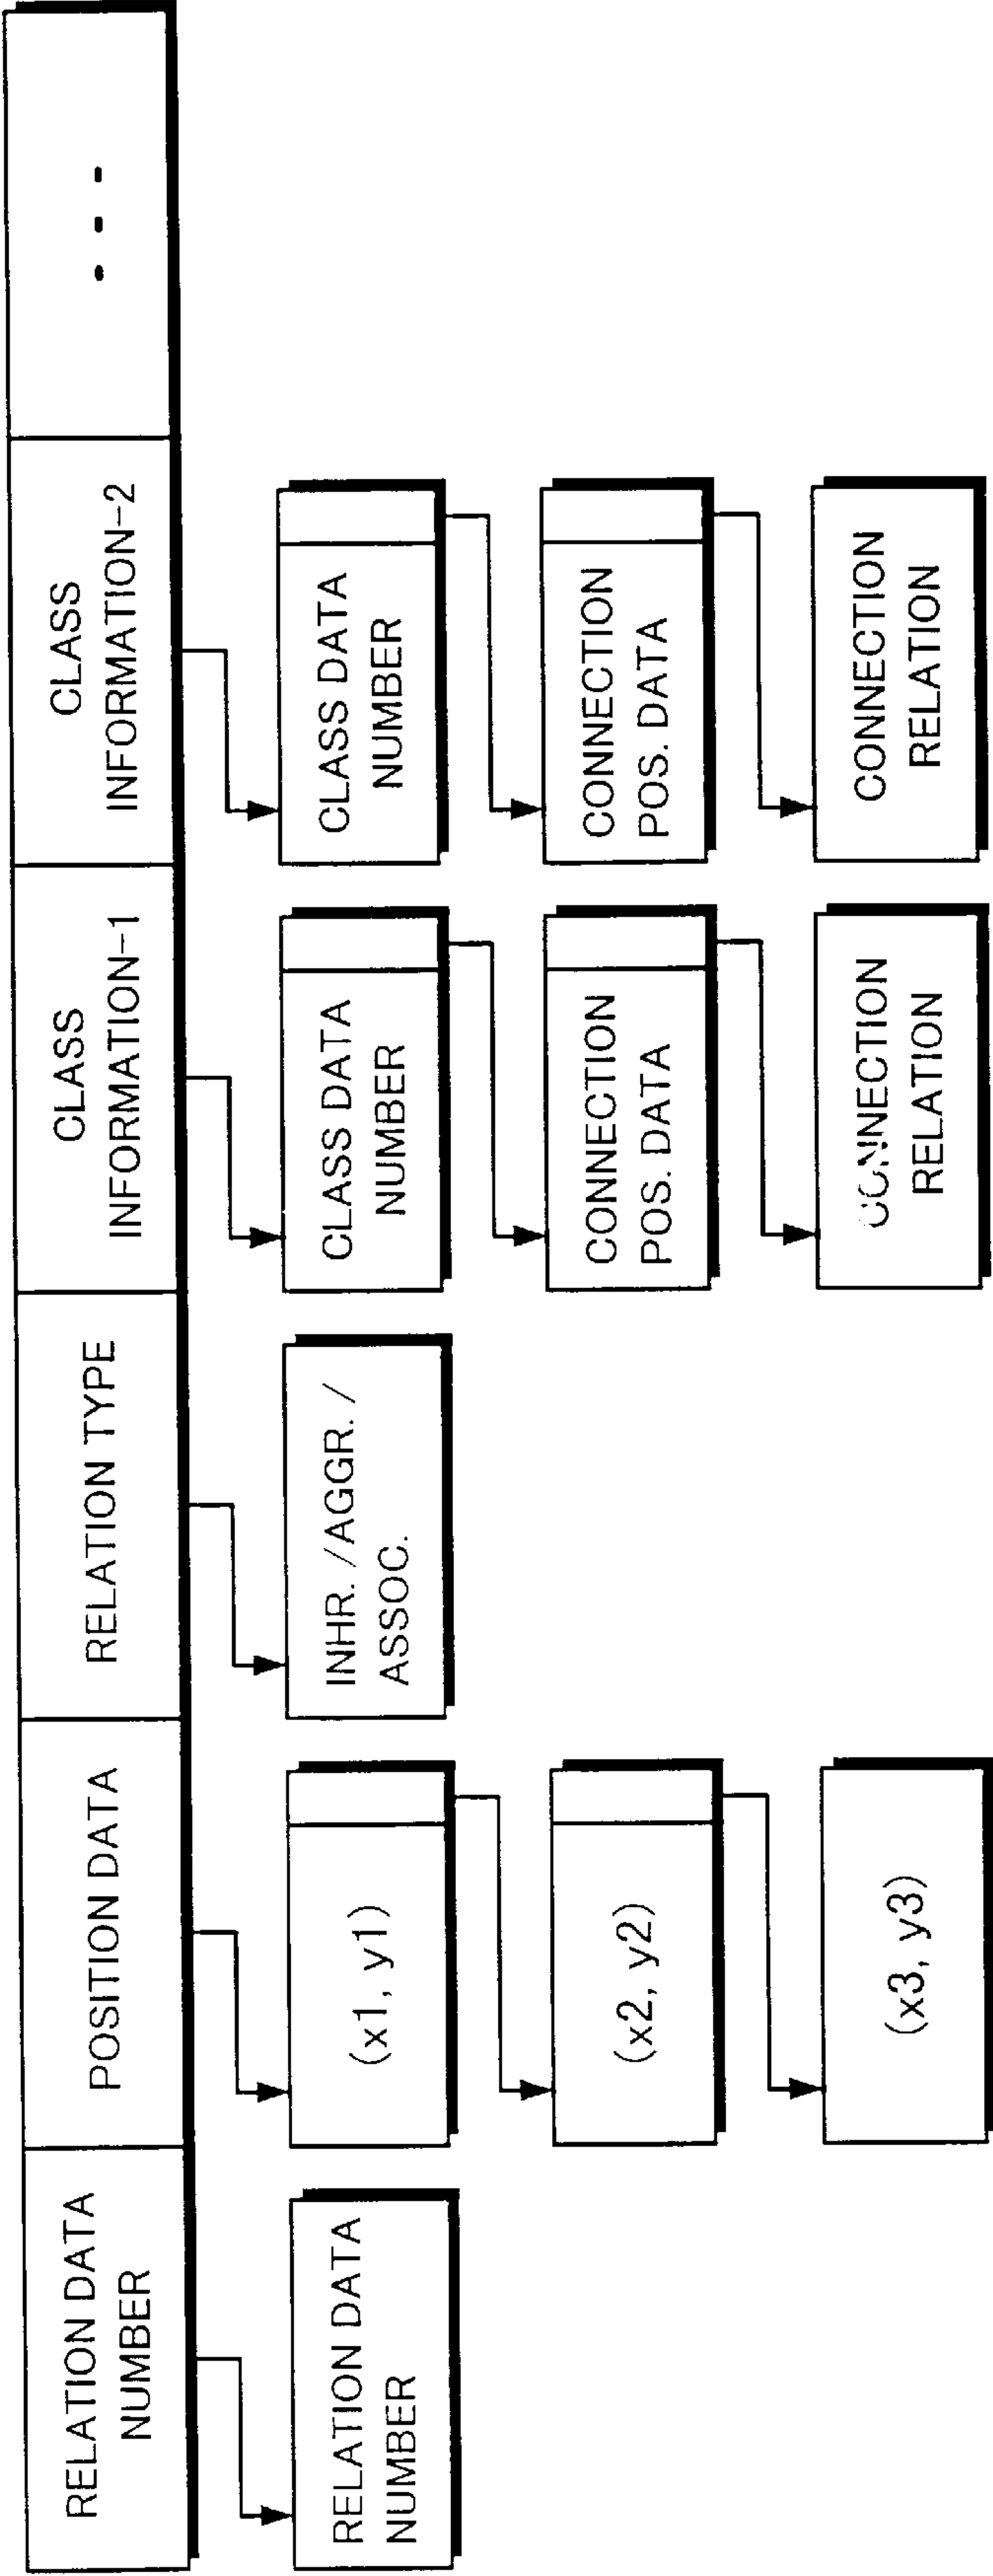 RELATION DATA
NUMBER
POSITION DATA
RELATION TYPE
CLASS
INFORMATION-1
CLASS
INFORMATION-2
- - -
RELATION DATA
NUMBER
(x1, y1)
INHR. /AGGR. /
ASSOC.
CLASS DATA
NUMBER
CLASS DATA
NUMBER
(x2, y2)
CONNECTION
POS. DATA
CONNECTION
POS. DATA
(x3, y3)
CONNECTION
RELATION
CONNECTION
RELATION